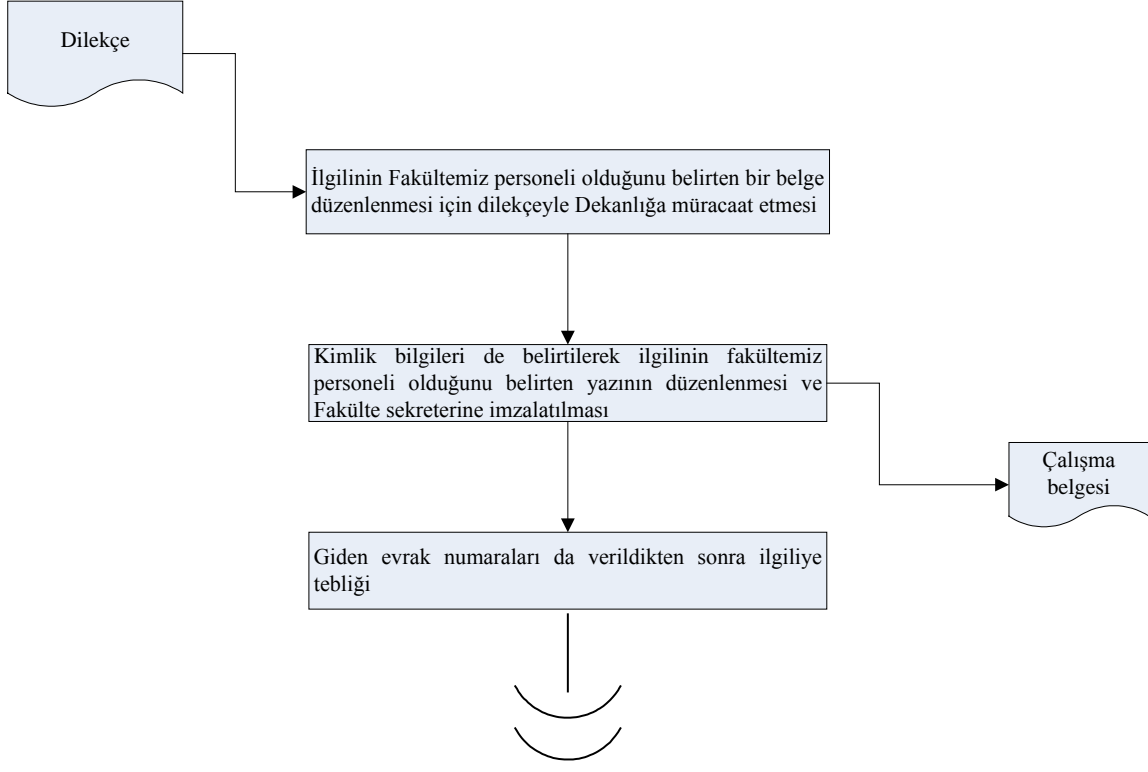 Dilekçe
İlgilinin Fakültemiz personeli olduğunu belirten bir belge
düzenlenmesi için dilekçeyle Dekanlığa müracaat etmesi
Kimlik bilgileri de belirtilerek ilgilinin fakültemiz
personeli olduğunu belirten yazının düzenlenmesi ve
Fakülte sekreterine imzalatılması
Çalışma
belgesi
Giden evrak numaraları da verildikten sonra ilgiliye
tebliği